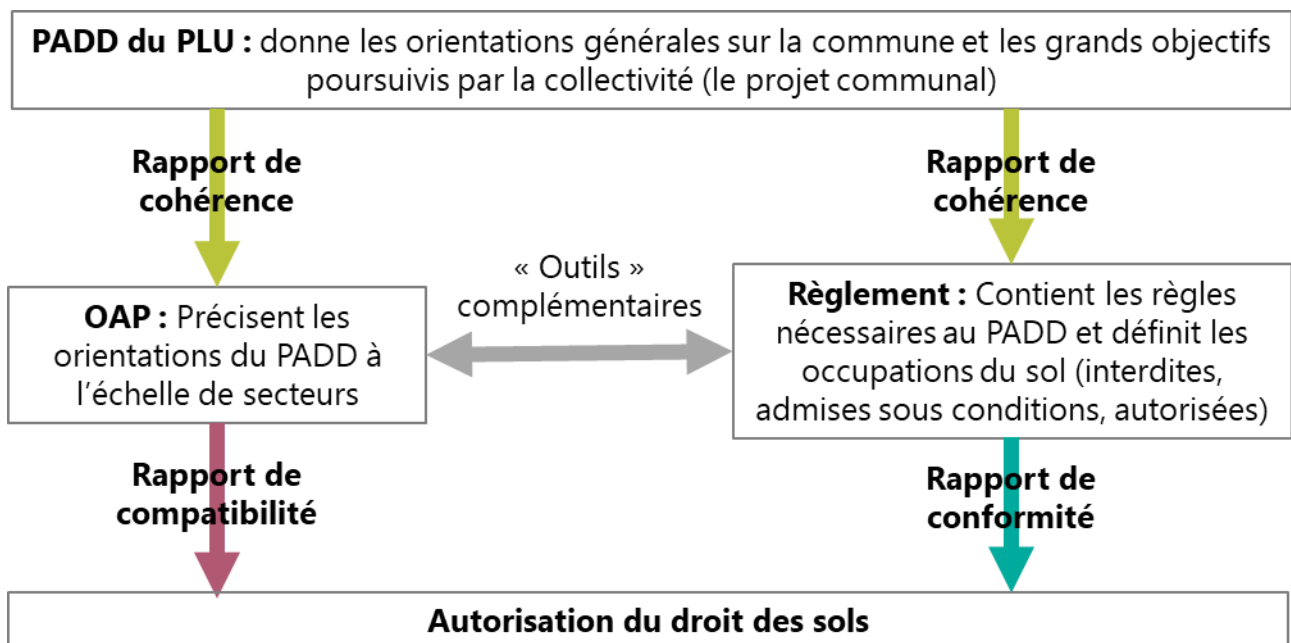 PADD du PLU : donne les orientations générales sur la commune et les grands objectifs
poursuivis par la collectivité (le projet communal)
Rapport de
cohérence
Rapport de
cohérence
« Outils »
complémentaires
OAP : Précisent les
orientations du PADD à
l’échelle de secteurs
Règlement : Contient les règles
nécessaires au PADD et définit les
occupations du sol (interdites,
admises sous conditions, autorisées)
Rapport de
compatibilité
Rapport de
conformité
Autorisation du droit des sols